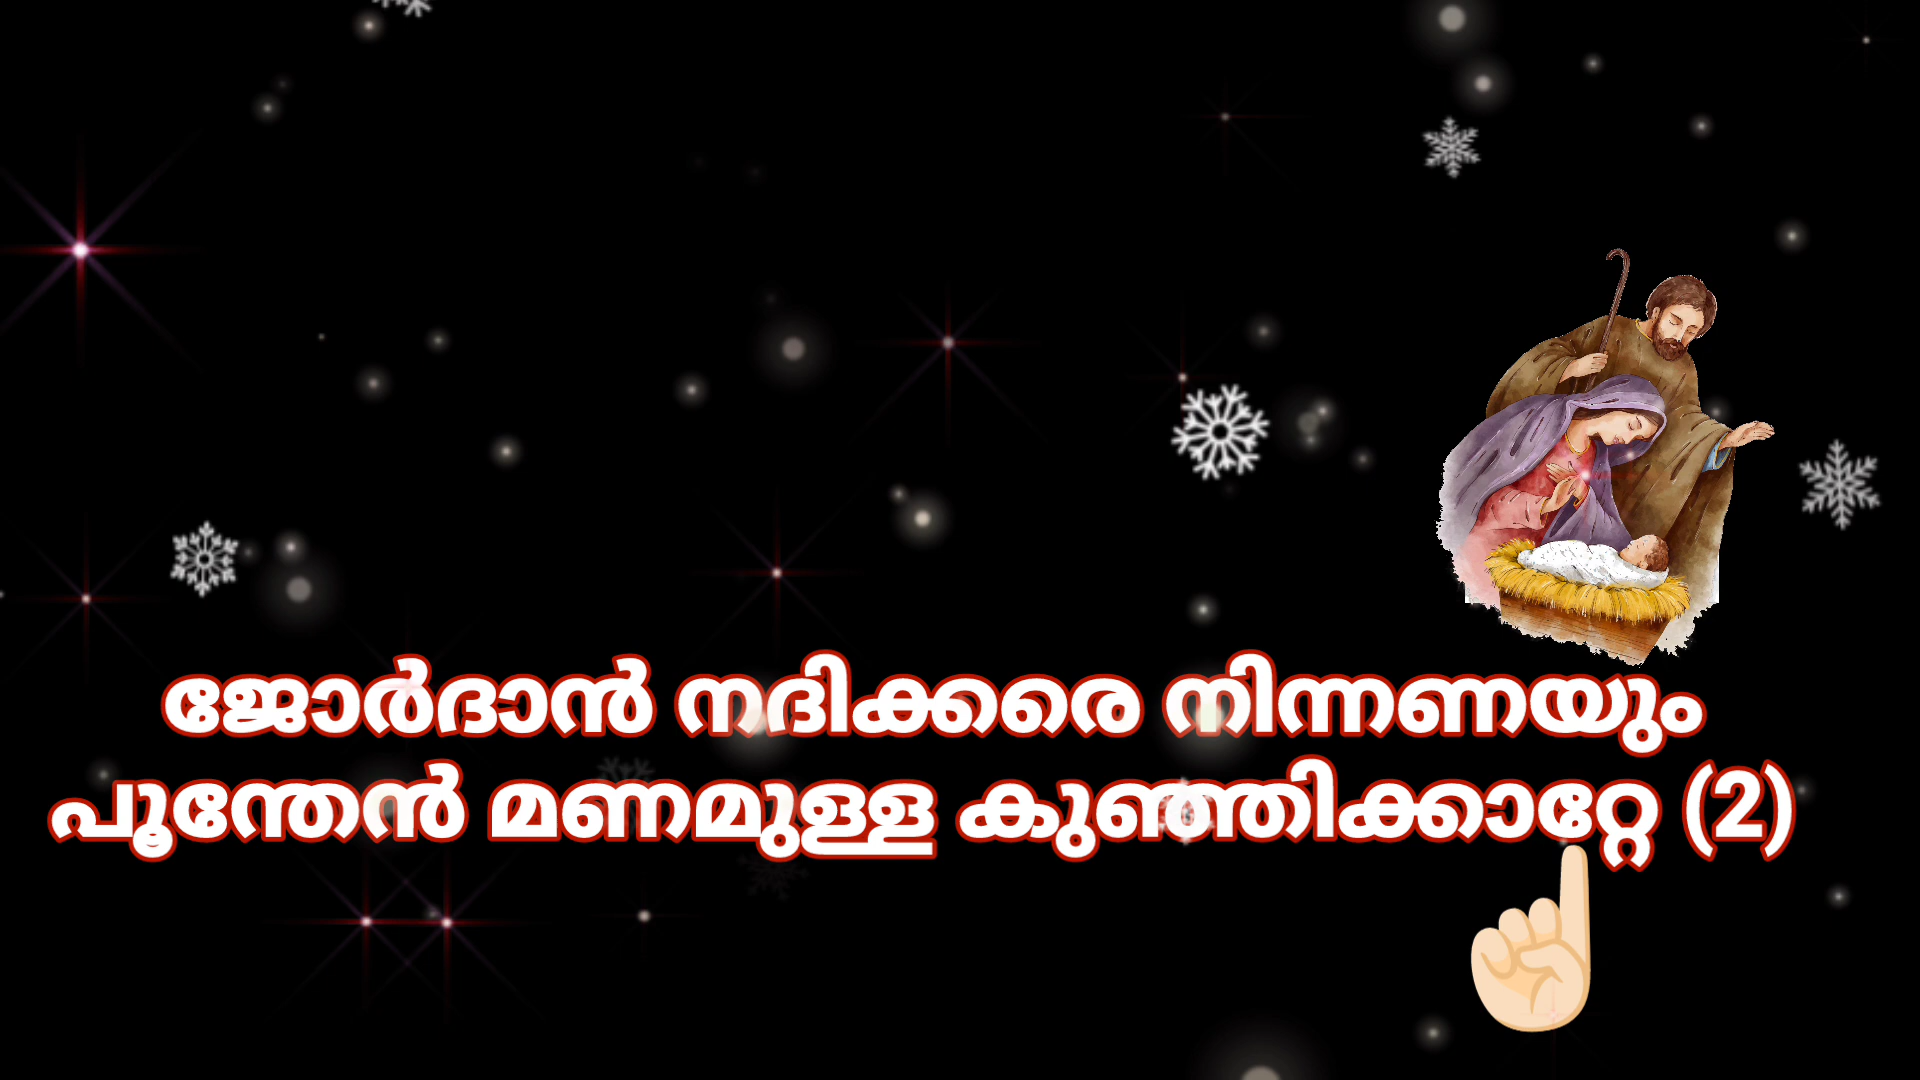 ജോർദാൻ നദിക്കരെ നിന്നണയും
പൂന്തേൻ മണമുള്ള കുഞ്ഞിക്കാറ്റേ (2)